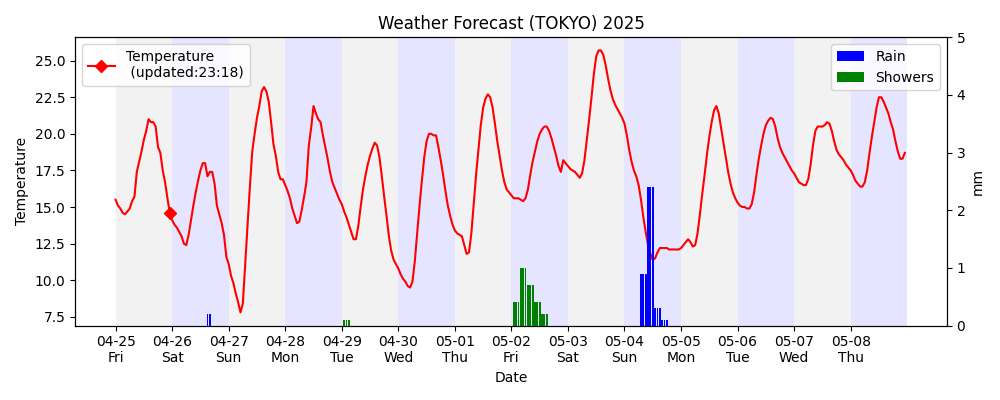 Weather Forecast (TOKYO) 2025
Temperature
(updated:23:18)
Rain
Showers
Temperature
25.0
22.5
20.0
17.5
15.0
12.5
10.0
7.5
5
4
3
2
1
0
mm
04-25 04-26 04-27 04-28 04-29 04-30 05-01 05-02 05-03 05-04 05-05 05-06 05-07 05-08
Fri Sat Sun Mon Tue Wed Thu Fri Sat Sun Mon Tue Wed Thu
Date